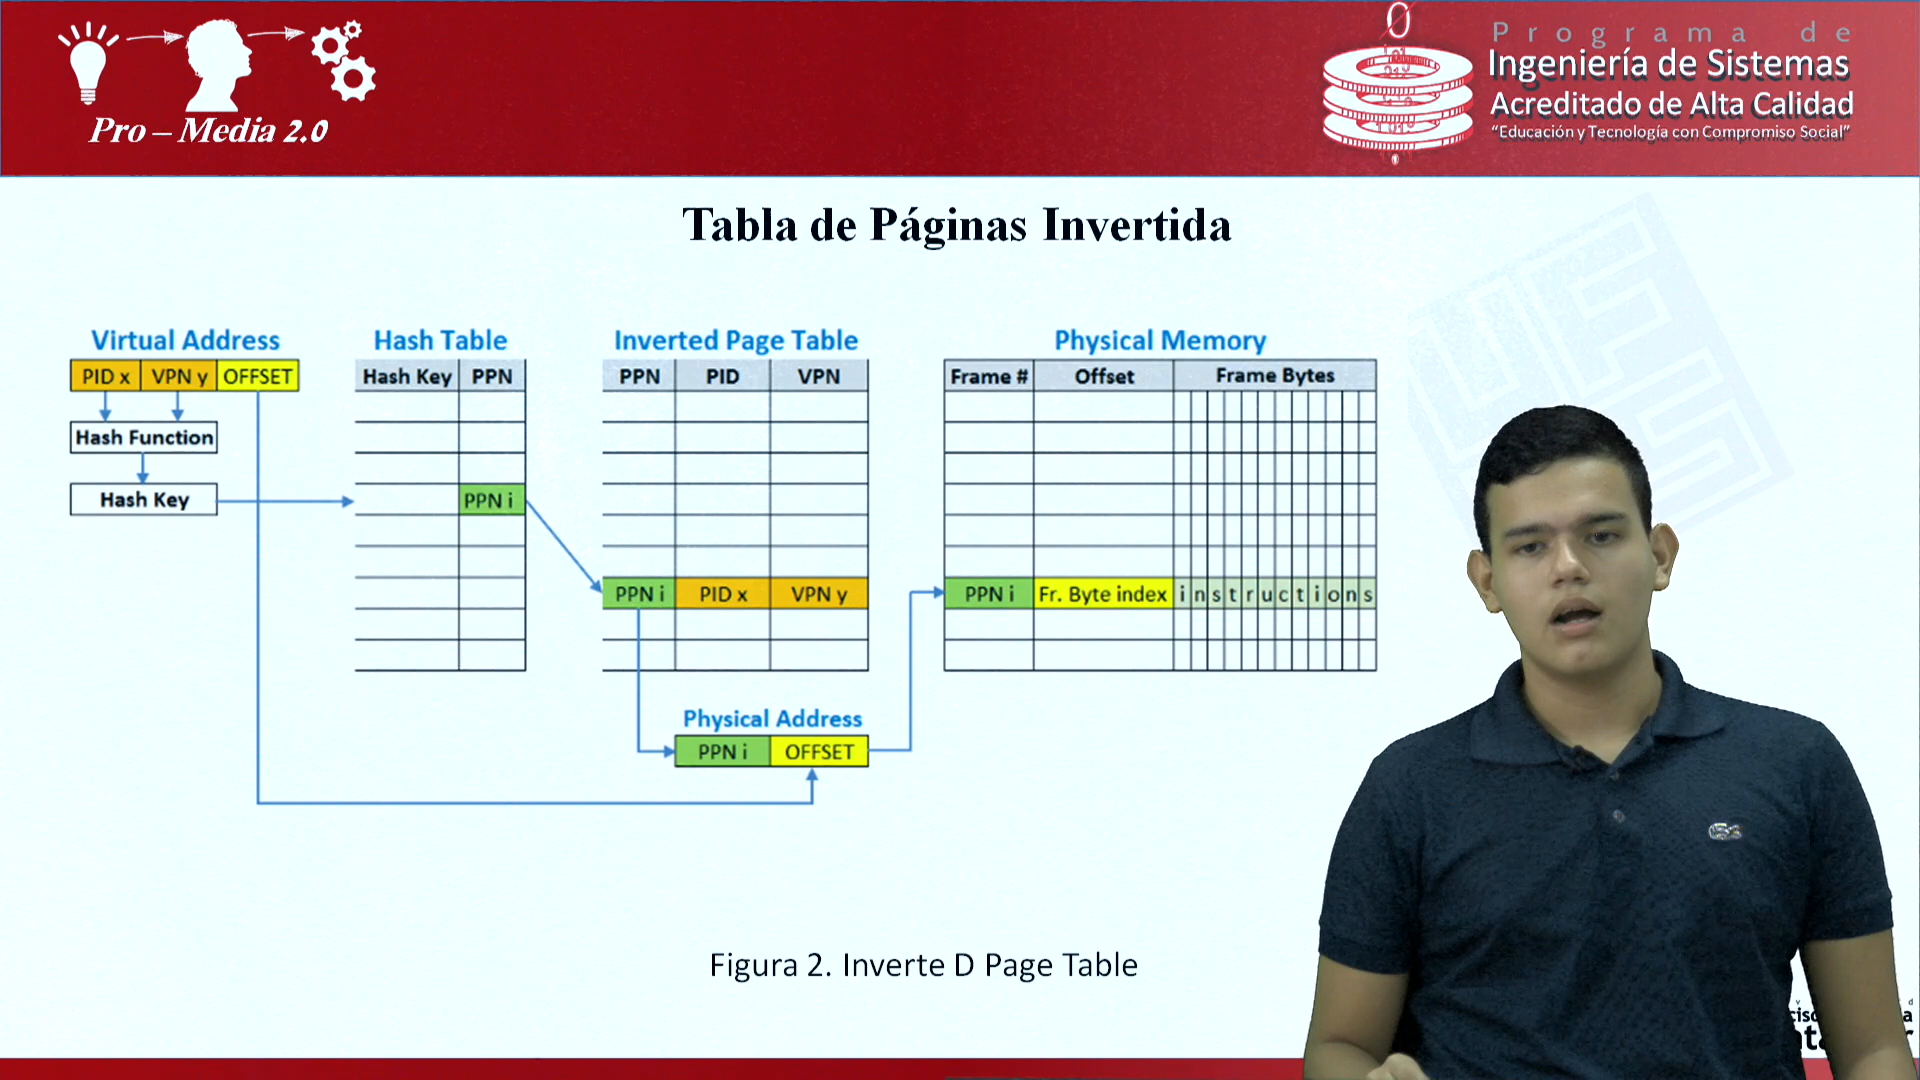 Pro – Media 2.0
Programa de
Ingeniería de Sistemas
Acreditado de Alta Calidad
“Educación y Tecnología con Compromiso Social”
Tabla de Páginas Invertida
Virtual Address
PID x VPN y OFFSET
Hash Function
Hash Key
Hash Table
Hash Key PPN
PPN i
Inverted Page Table
PPN PID VPN
PPN i PID x VPN y
Physical Address
PPN i OFFSET
Physical Memory
Frame # Offset Frame Bytes
PPN i Fr. Byte index instructions
Figura 2. Inverte D Page Table
UFPS